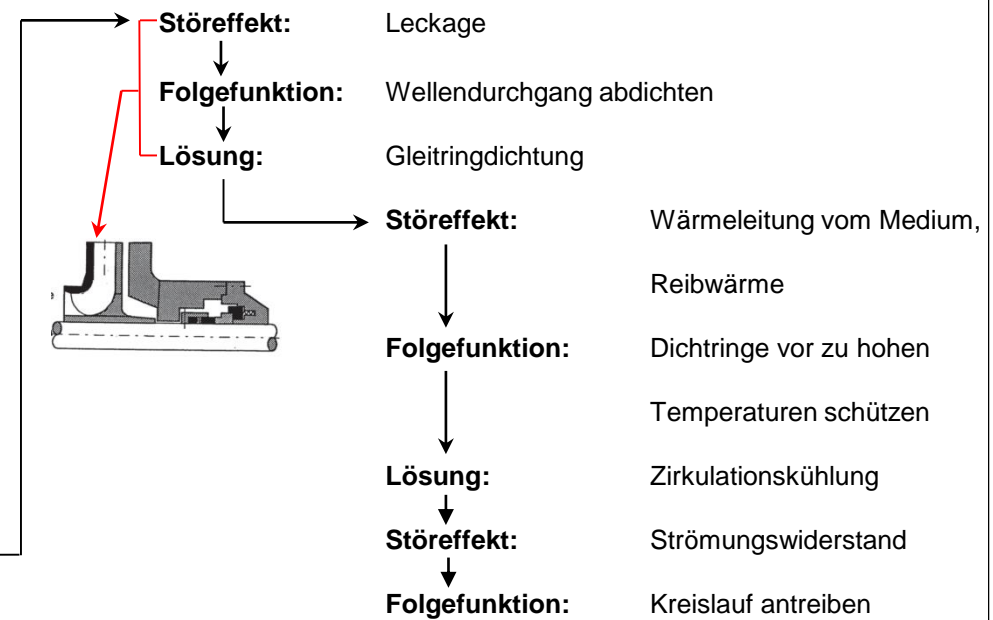 Störeffekt: Leckage
Folgefunktion: Wellendurchgang abdichten
Lösung: Gleitringdichtung
Störeffekt: Wärmeleitung vom Medium,
Reibwärme
Folgefunktion: Dichtringe vor zu hohen
Temperaturen schützen
Lösung: Zirkulationskühlung
Störeffekt: Strömungswiderstand
Folgefunktion: Kreislauf antreiben